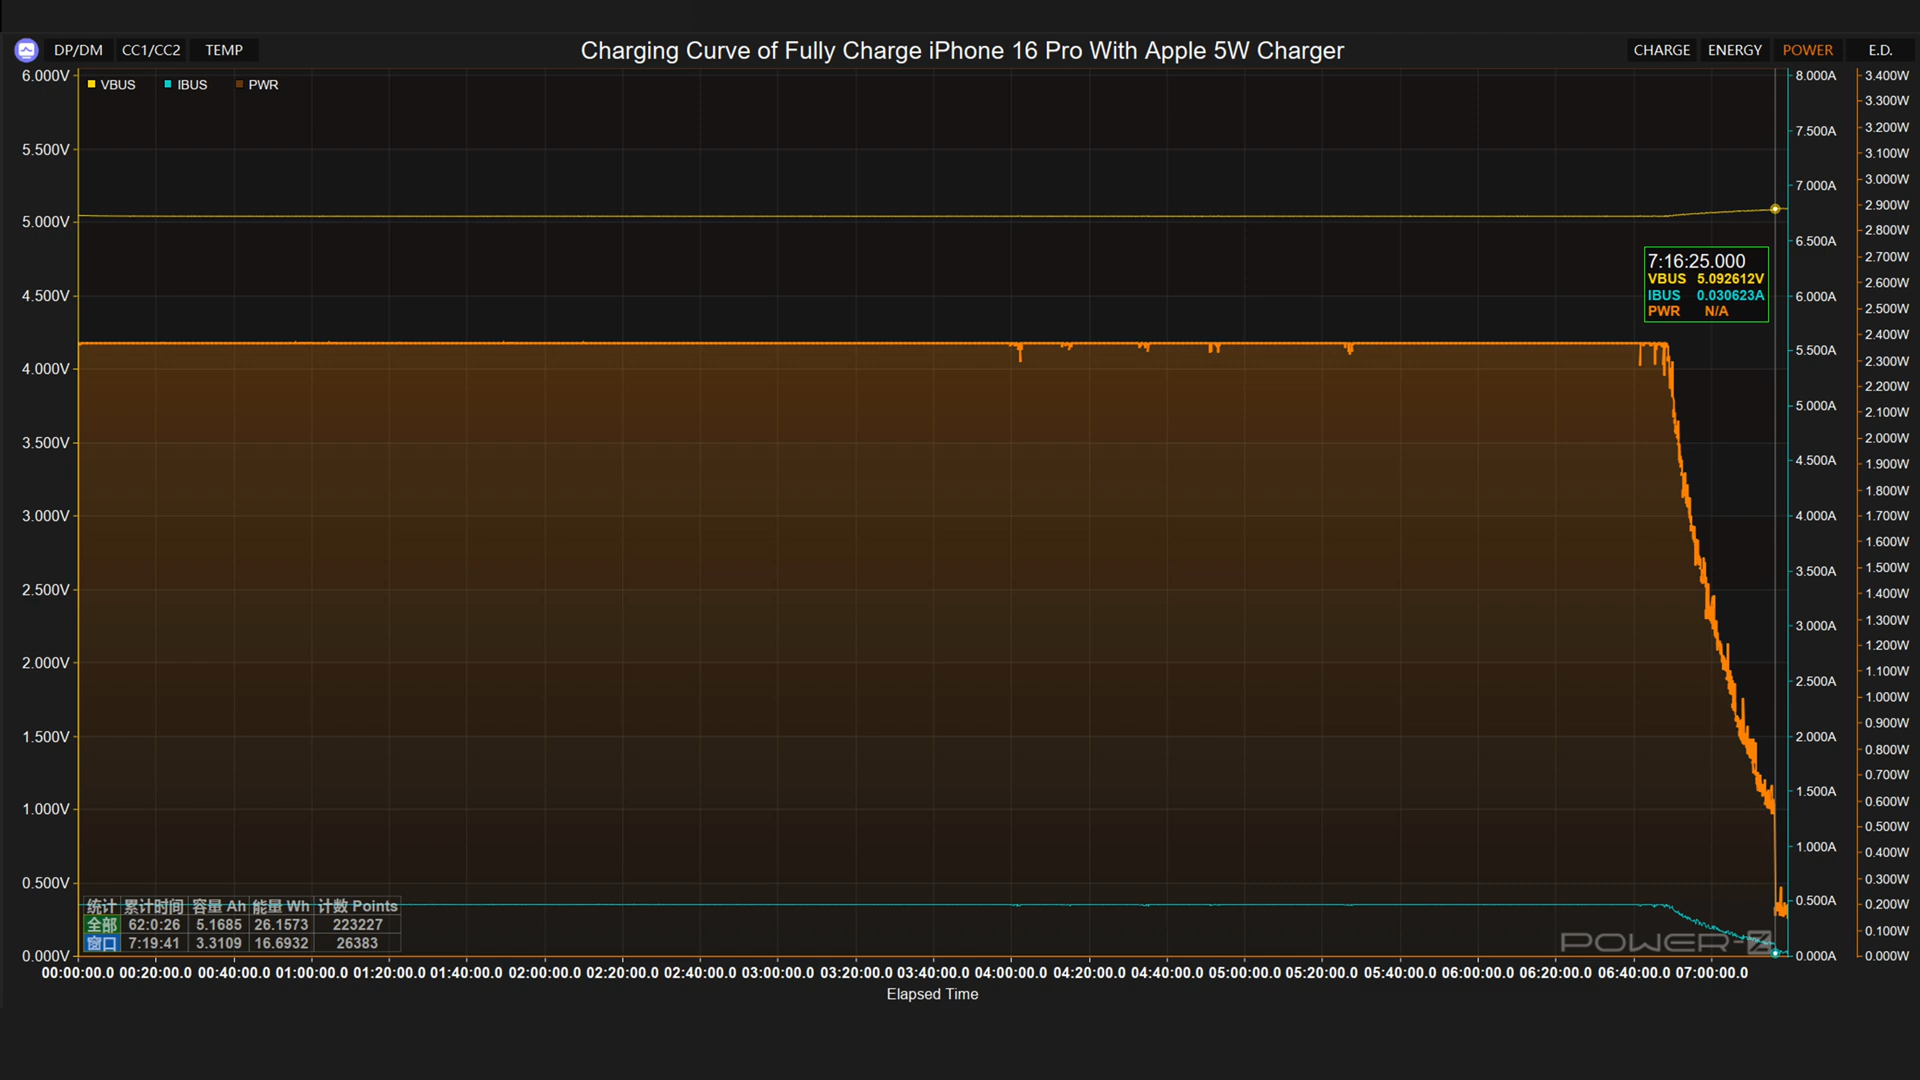 DP/DM CC1/CC2 TEMP Charging Curve of Fully Charge iPhone 16 Pro With Apple 5W Charger CHARGE ENERGY POWER E.D.
VBUS IBUS PWR
6.000V
5.500V
5.000V
4.500V
4.000V
3.500V
3.000V
2.500V
2.000V
1.500V
1.000V
0.500V
0.000V
7:16:25.000
VBUS 5.092612V
IBUS 0.030623A
PWR N/A
8.000A
7.500A
7.000A
6.500A
6.000A
5.500A
5.000A
4.500A
4.000A
3.500A
3.000A
2.500A
2.000A
1.500A
1.000A
0.500A
0.000A
3.400W
3.300W
3.200W
3.100W
3.000W
2.900W
2.800W
2.700W
2.600W
2.500W
2.400W
2.300W
2.200W
2.100W
2.000W
1.900W
1.800W
1.700W
1.600W
1.500W
1.400W
1.300W
1.200W
1.100W
1.000W
0.900W
0.800W
0.700W
0.600W
0.500W
0.400W
0.300W
0.200W
0.100W
0.000W
统计 累计时间 容量 Ah 能量 Wh 计数 Points
全部 62:0:26 5.1685 26.1573 223227
窗口 7:19:41 3.3109 16.6932 26383
POWER-Z
00:00:00.0 00:20:00.0 00:40:00.0 01:00:00.0 01:20:00.0 01:40:00.0 02:00:00.0 02:20:00.0 02:40:00.0 03:00:00.0 03:20:00.0 03:40:00.0 04:00:00.0 04:20:00.0 04:40:00.0 05:00:00.0 05:20:00.0 05:40:00.0 06:00:00.0 06:20:00.0 06:40:00.0 07:00:00.0
Elapsed Time